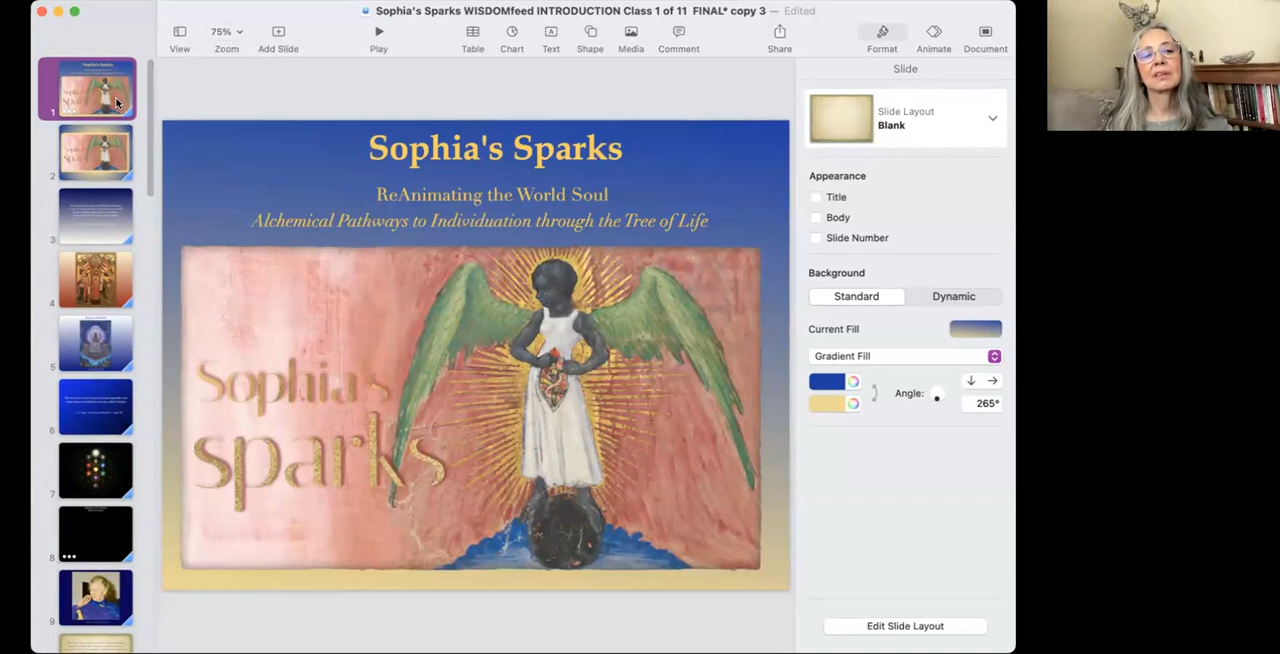 Sophia's Sparks WISDOMfeed INTRODUCTION Class 1 of 11 FINAL* copy 3 — Edited
75%
View
Zoom
Add Slide
Play
Table
Chart
Text
Shape
Media
Comment
Share
Format
Animate
Document
1
2
3
4
5
6
7
8
9
Sophia's Sparks
ReAnimating the World Soul
Alchemical Pathways to Individuation through the Tree of Life
Sophia's
sparks
Slide
Slide Layout
Blank
Appearance
Title
Body
Slide Number
Background
Standard
Dynamic
Current Fill
Gradient Fill
Angle:
265°
Edit Slide Layout